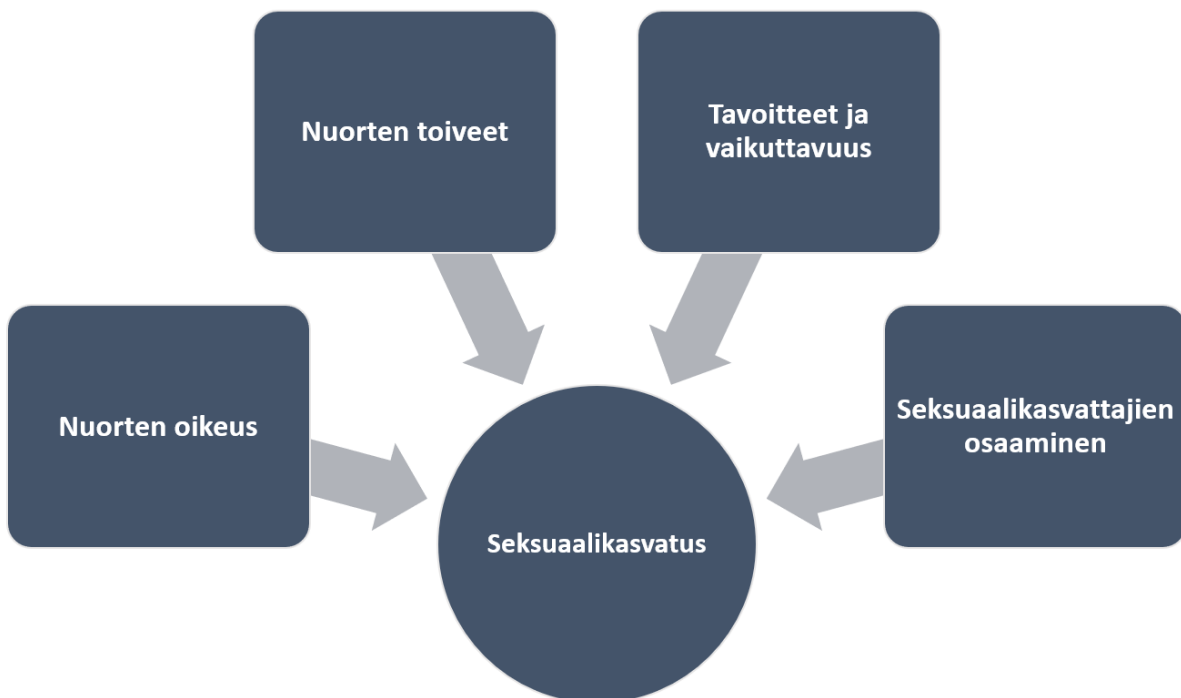 Nuorten toiveet
Tavoitteet ja
vaikuttavuus
Nuorten oikeus
Seksuaalikasvattajien
osaaminen
Seksuaalikasvatus